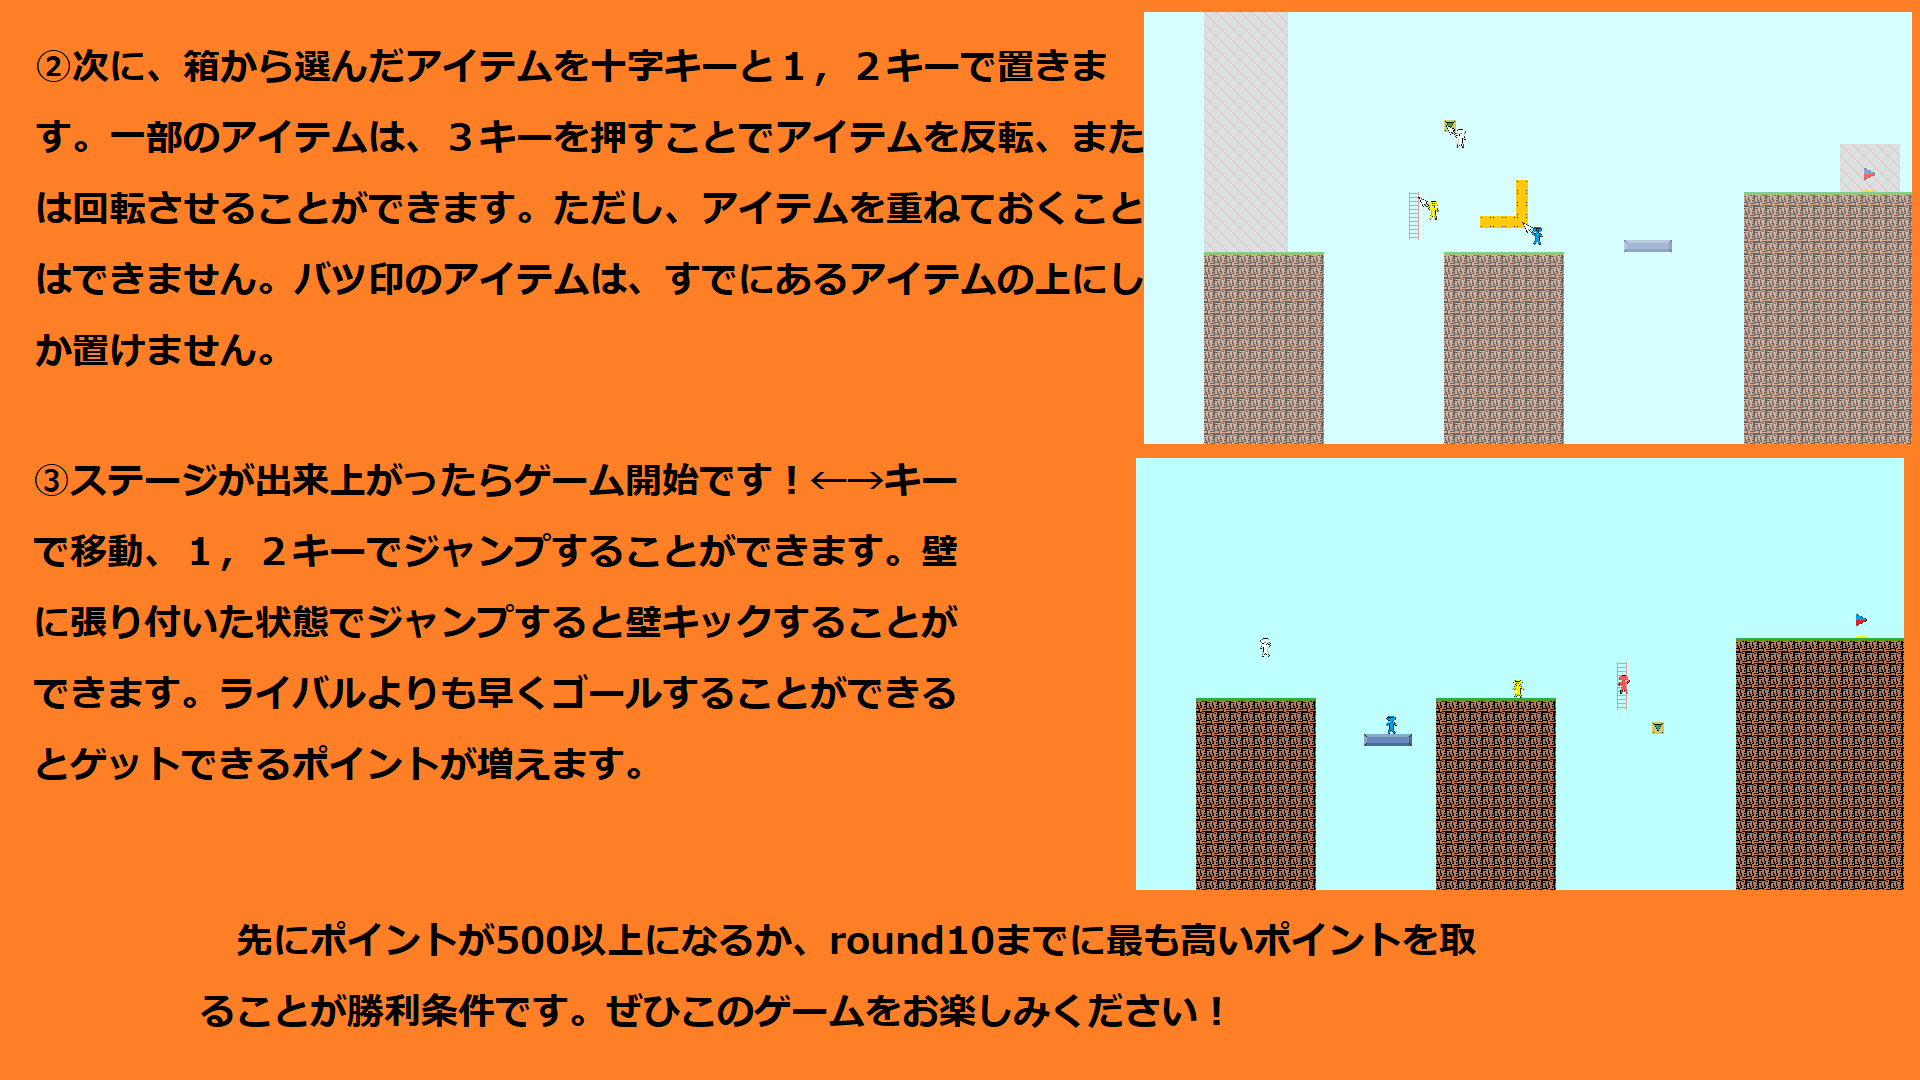 ②次に、箱から選んだアイテムを十字キーと１，２キーで置きま
す。一部のアイテムは、３キーを押すことでアイテムを反転、また
は回転させることができます。ただし、アイテムを重ねておくこと
はできません。バツ印のアイテムは、すでにあるアイテムの上にし
か置けません。
③ステージが出来上がったらゲーム開始です！←→キー
で移動、１，２キーでジャンプすることができます。壁
に張り付いた状態でジャンプすると壁キックすることが
できます。ライバルよりも早くゴールすることができる
とゲットできるポイントが増えます。
先にポイントが500以上になるか、round10までに最も高いポイントを取
ることが勝利条件です。ぜひこのゲームをお楽しみください！